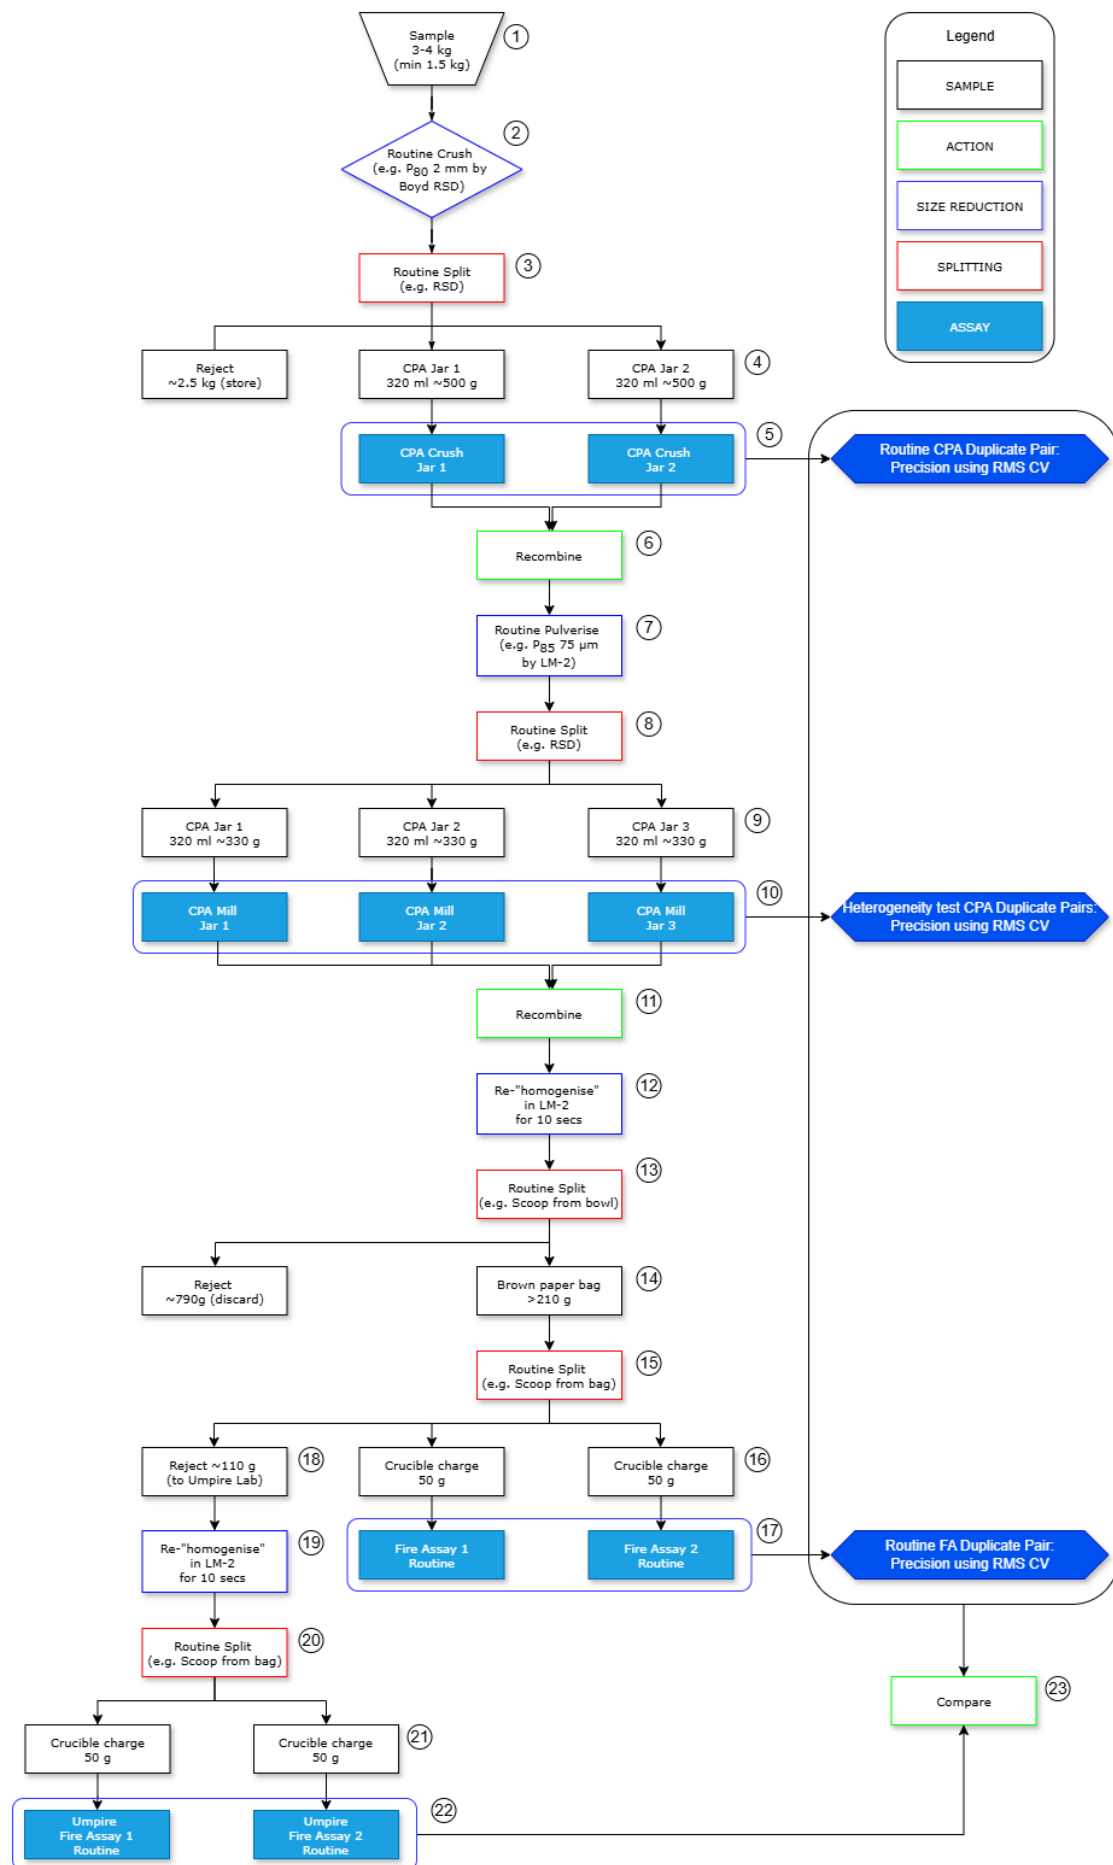 Sample
3-4 kg
(min 1.5 kg)
1
Legend
SAMPLE
ACTION
SIZE REDUCTION
SPLITTING
ASSAY
Routine Crush
(e.g. P80 2 mm by
Boyd RSD)
2
Routine Split
(e.g. RSD)
3
Reject
~2.5 kg (store)
CPA Jar 1
320 ml ~500 g
CPA Jar 2
320 ml ~500 g
4
CPA Crush
Jar 1
CPA Crush
Jar 2
5
Routine CPA Duplicate Pair:
Precision using RMS CV
Recombine
6
Routine Pulverise
(e.g. P85 75 µm
by LM-2)
7
Routine Split
(e.g. RSD)
8
CPA Jar 1
320 ml ~330 g
CPA Jar 2
320 ml ~330 g
CPA Jar 3
320 ml ~330 g
9
CPA Mill
Jar 1
CPA Mill
Jar 2
CPA Mill
Jar 3
10
Heterogeneity test CPA Duplicate Pairs:
Precision using RMS CV
Recombine
11
Re-"homogenise"
in LM-2
for 10 secs
12
Routine Split
(e.g. Scoop from bowl)
13
Reject
~790g (discard)
Brown paper bag
>210 g
14
Routine Split
(e.g. Scoop from bag)
15
Reject ~110 g
(to Umpire Lab)
18
Crucible charge
50 g
Crucible charge
50 g
16
Re-"homogenise"
in LM-2
for 10 secs
19
Fire Assay 1
Routine
Fire Assay 2
Routine
17
Routine FA Duplicate Pair:
Precision using RMS CV
Routine Split
(e.g. Scoop from bag)
20
Compare
23
Crucible charge
50 g
Crucible charge
50 g
21
Umpire
Fire Assay 1
Routine
Umpire
Fire Assay 2
Routine
22